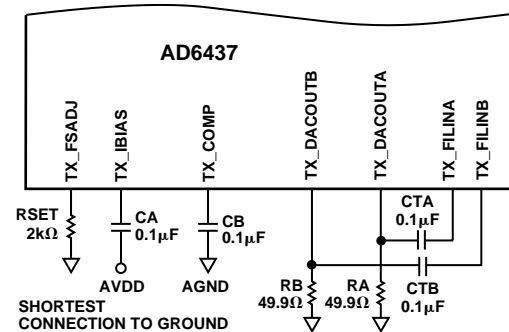 AD6437
TX_FSADJ
TX_IBIAS
TX_COMP
TX_DACOUTB
TX_DACOUTA
TX_FILINA
TX_FILINB
RSET
2kΩ
CA
0.1μF
CB
0.1μF
CTA
0.1μF
RB
49.9Ω
RA
49.9Ω
CTB
0.1μF
AVDD
AGND
SHORTEST
CONNECTION TO GROUND